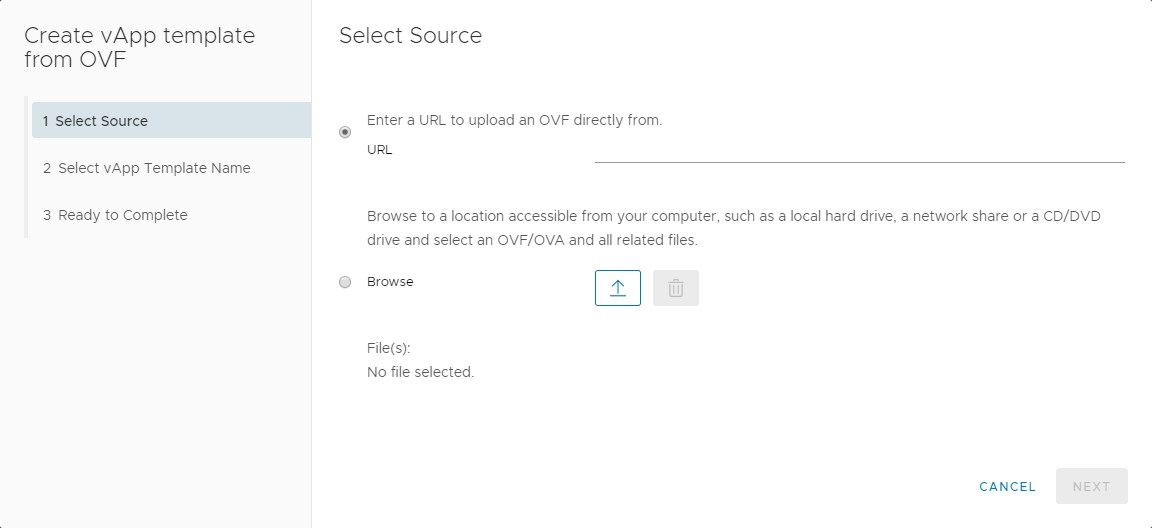 Create vApp template
from OVF
1 Select Source
2 Select vApp Template Name
3 Ready to Complete
Select Source
Enter a URL to upload an OVF directly from.
URL
Browse to a location accessible from your computer, such as a local hard drive, a network share or a CD/DVD
drive and select an OVF/OVA and all related files.
Browse
File(s):
No file selected.
CANCEL
NEXT